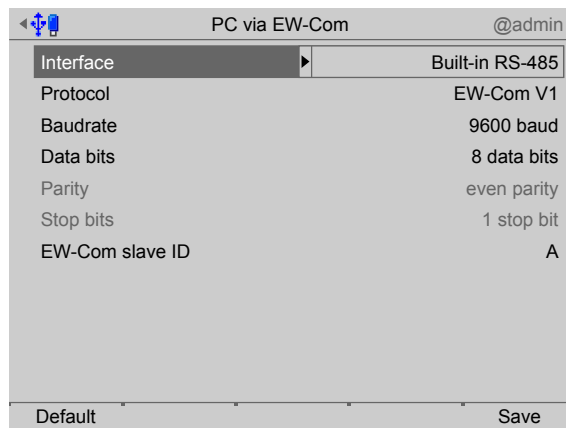 PC via EW-Com @admin
Interface Built-in RS-485
Protocol EW-Com V1
Baudrate 9600 baud
Data bits 8 data bits
Parity even parity
Stop bits 1 stop bit
EW-Com slave ID A
Default Save